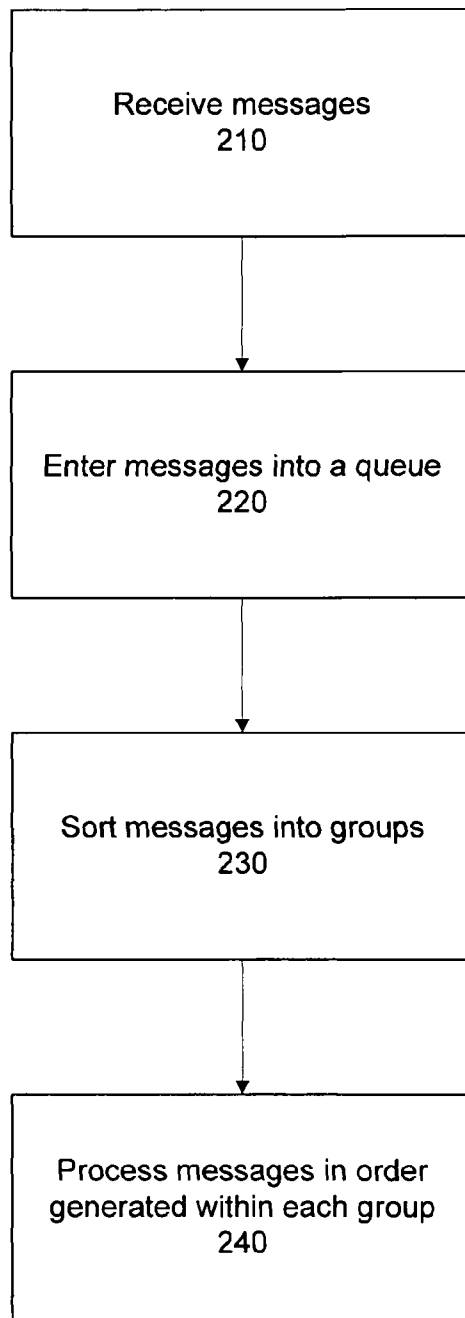 Receive messages
210
Enter messages into a queue
220
Sort messages into groups
230
Process messages in order
generated within each group
240